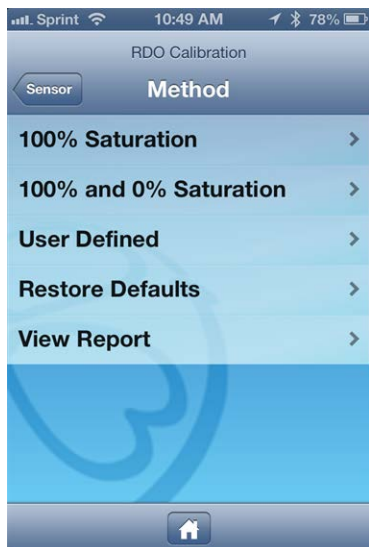 Sprint 10:49 AM 78%
RDO Calibration
Sensor Method
100% Saturation
100% and 0% Saturation
User Defined
Restore Defaults
View Report